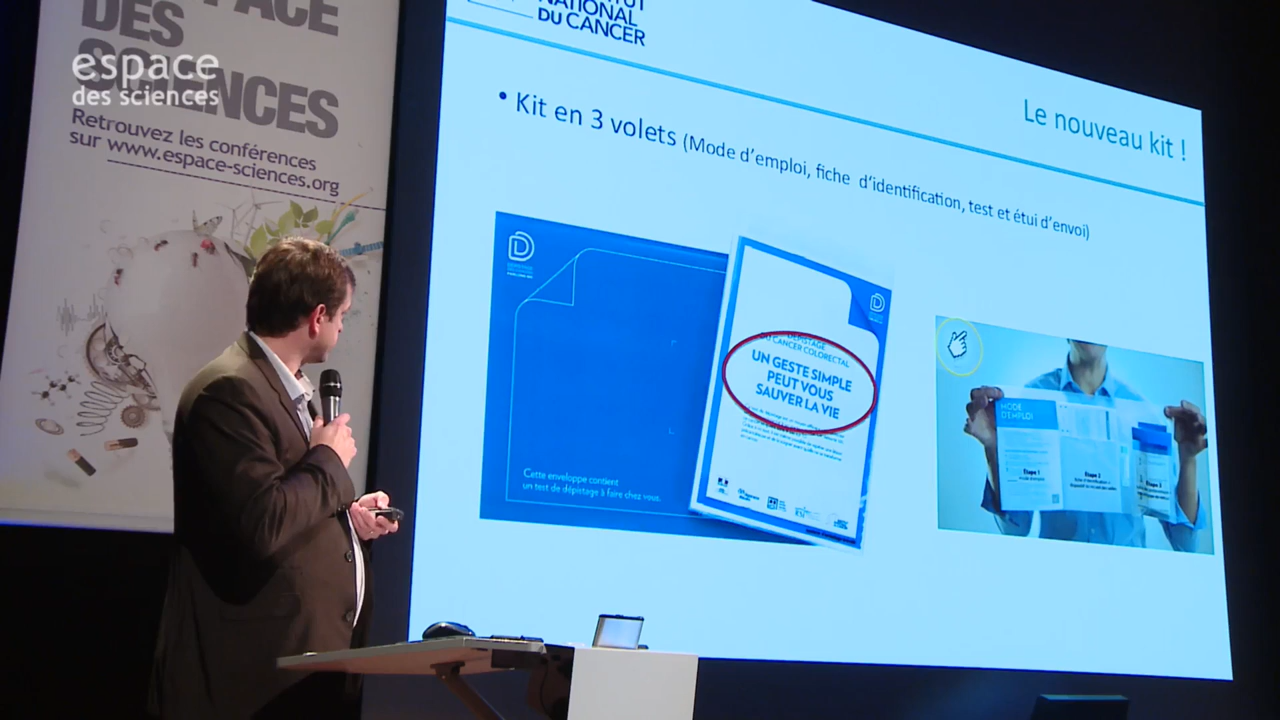 DES
SCIENCES
espace
des sciences
Retrouvez les conférences
sur www.espace-sciences.org
NATIONAL
DU CANCER
Le nouveau kit !
• Kit en 3 volets (Mode d'emploi, fiche d'identification, test et étui d'envoi)
Cette enveloppe contient
un test de dépistage à faire chez vous.
DÉPISTAGE
DU CANCER COLORECTAL
UN GESTE SIMPLE
PEUT VOUS
SAUVER LA VIE
MODE
D'EMPLOI
Étape 1
Étape 2
Étape 3